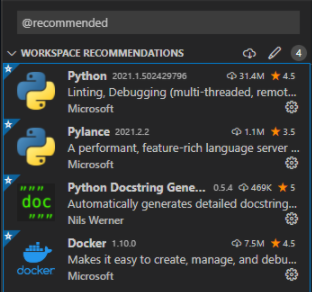 @recommended
WORKSPACE RECOMMENDATIONS 4
Python 2021.1.502429796 31.4M 4.5
Linting, Debugging (multi-threaded, remot...
Microsoft
Pylance 2021.2.2 1.1M 3.5
A performant, feature-rich language server ...
Microsoft
""" doc """
Python Docstring Gene... 0.5.4 469K 5
Automatically generates detailed docstring...
Nils Werner
docker
Docker 1.10.0 7.5M 4.5
Makes it easy to create, manage, and debu...
Microsoft